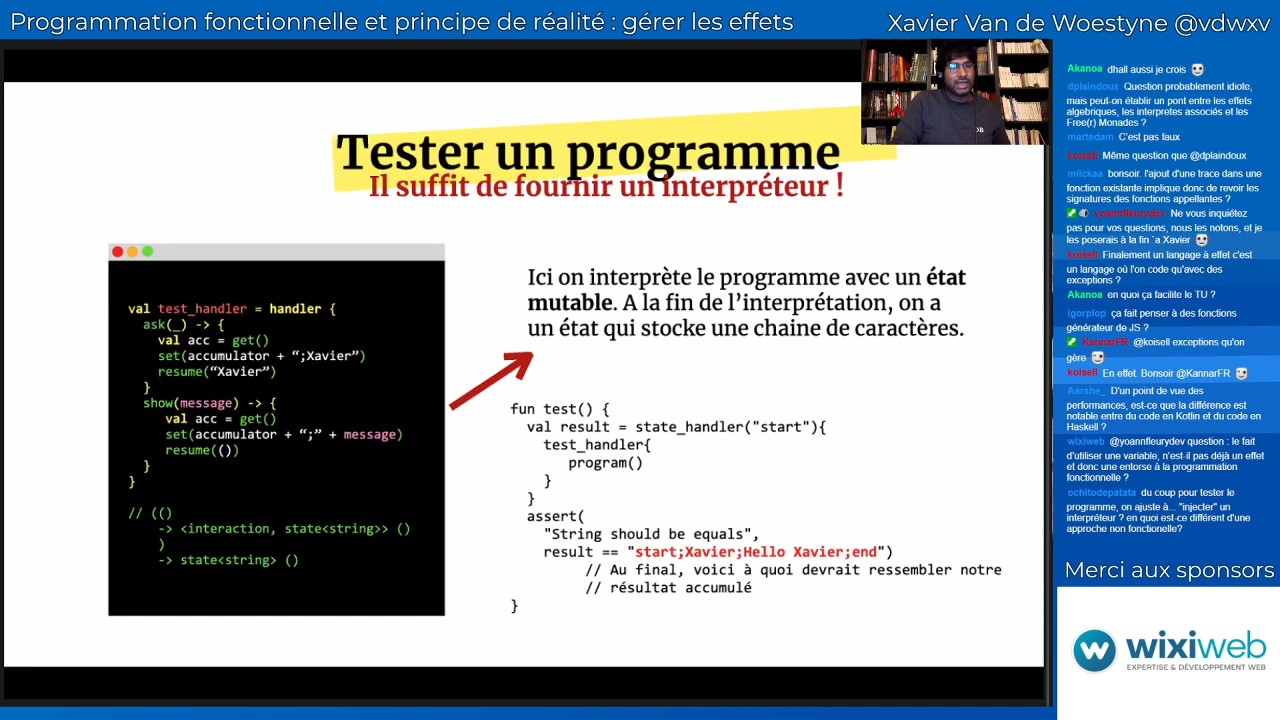 Programmation fonctionnelle et principe de réalité : gérer les effets
Xavier Van de Woestyne @vdwxv
Tester un programme
Il suffit de fournir un interpréteur !
val test_handler = handler {
ask(_) -> {
val acc = get()
set(accumulator + “;Xavier”)
resume(“Xavier”)
}
show(message) -> {
val acc = get()
set(accumulator + “;” + message)
resume(())
}
}
// (()
-> <interaction, state<string>> ()
)
-> state<string> ()
Ici on interprète le programme avec un état
mutable. A la fin de l’interprétation, on a
un état qui stocke une chaine de caractères.
fun test() {
val result = state_handler("start"){
test_handler{
program()
}
}
assert(
"String should be equals",
result == "start;Xavier;Hello Xavier;end")
// Au final, voici à quoi devrait ressembler notre
// résultat accumulé
}
Akanoa dhall aussi je crois
dplaindoux Question probablement idiote,
mais peut-on établir un pont entre les effets
algebriques, les interpretes associés et les
Free(r) Monades ?
martedam C'est pas faux
koisell Même question que @dplaindoux
miickaa bonsoir. l'ajout d'une trace dans une
fonction existante implique donc de revoir les
signatures des fonctions appellantes ?
yoannfleurydev Ne vous inquiétez
pas pour vos questions, nous les notons, et je
les poserais à la fin ̀a Xavier
koisell Finalement un langage à effet c'est
un langage où l'on code qu'avec des
exceptions ?
Akanoa en quoi ça facilite le TU ?
lgorplop ça fait penser à des fonctions
générateur de JS ?
KannarFR @koisell exceptions qu'on
gère
koisell En effet. Bonsoir @KannarFR
Aarshe_ D'un point de vue des
performances, est-ce que la différence est
notable entre du code en Kotlin et du code en
Haskell ?
wixiweb @yoannfleurydev question : le fait
d'utiliser une variable, n'est-il pas déjà un effet
et donc une entorse à la programmation
fonctionnelle ?
ochitodepatata du coup pour tester le
programme, on ajuste à... "injecter" un
interpréteur ? en quoi est-ce différent d'une
approche non fonctionelle?
Merci aux sponsors
w wixiweb
EXPERTISE & DÉVELOPPEMENT WEB